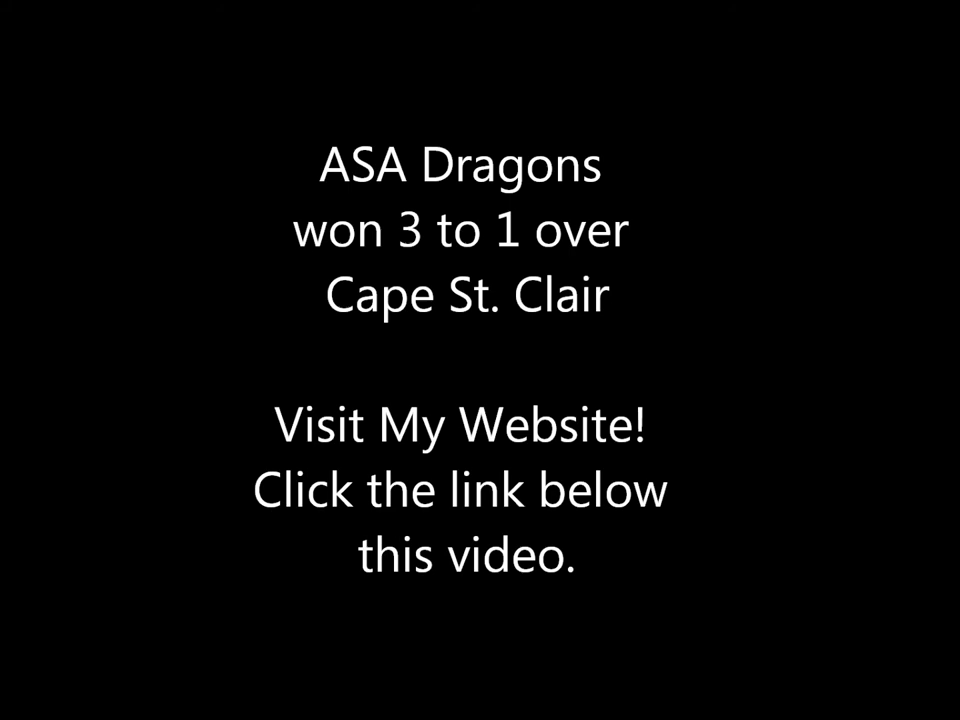 ASA Dragons
won 3 to 1 over
Cape St. Clair
Visit My Website!
Click the link below
this video.